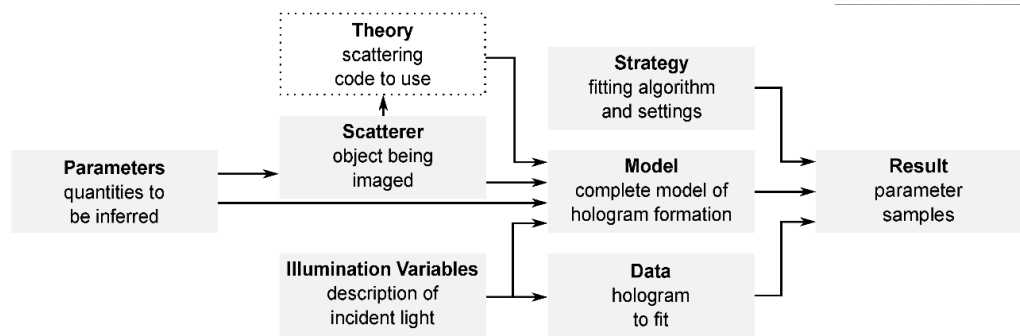 Theory
scattering
code to use
Strategy
fitting algorithm
and settings
Scatterer
object being
imaged
Parameters
quantities to
be inferred
Model
complete model of
hologram formation
Result
parameter
samples
Illumination Variables
description of
incident light
Data
hologram
to fit